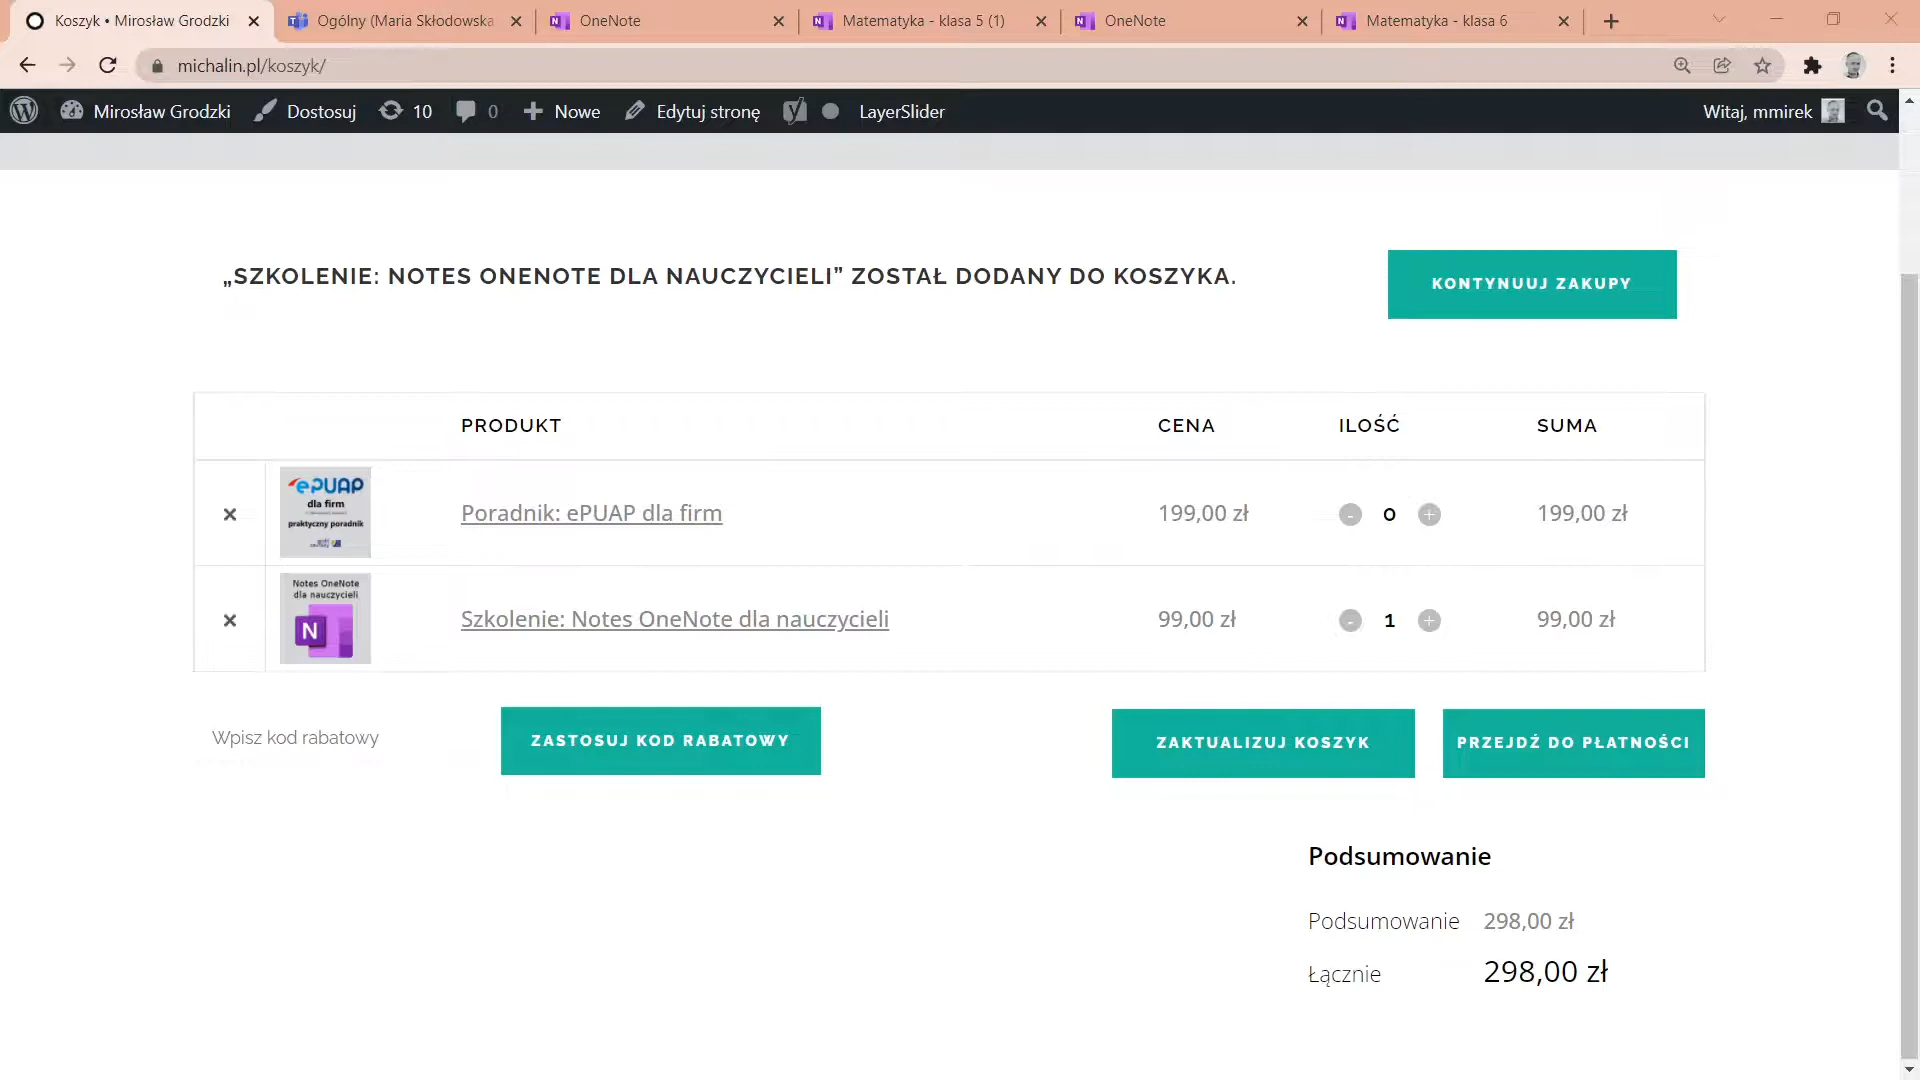 Koszyk • Mirosław Grodzki
Ogólny (Maria Skłodowska
OneNote
Matematyka - klasa 5 (1)
OneNote
Matematyka - klasa 6
michalin.pl/koszyk/
Mirosław Grodzki
Dostosuj
10
0
Nowe
Edytuj stronę
LayerSlider
Witaj, mmirek
„SZKOLENIE: NOTES ONENOTE DLA NAUCZYCIELI” ZOSTAŁ DODANY DO KOSZYKA.
KONTYNUUJ ZAKUPY
PRODUKT CENA ILOŚĆ SUMA
ePUAP
dla firm
praktyczny poradnik
Poradnik: ePUAP dla firm 199,00 zł - 0 + 199,00 zł
Notes OneNote
dla nauczycieli
N
Szkolenie: Notes OneNote dla nauczycieli 99,00 zł - 1 + 99,00 zł
Wpisz kod rabatowy
ZASTOSUJ KOD RABATOWY
ZAKTUALIZUJ KOSZYK
PRZEJDŹ DO PŁATNOŚCI
Podsumowanie
Podsumowanie 298,00 zł
Łącznie 298,00 zł